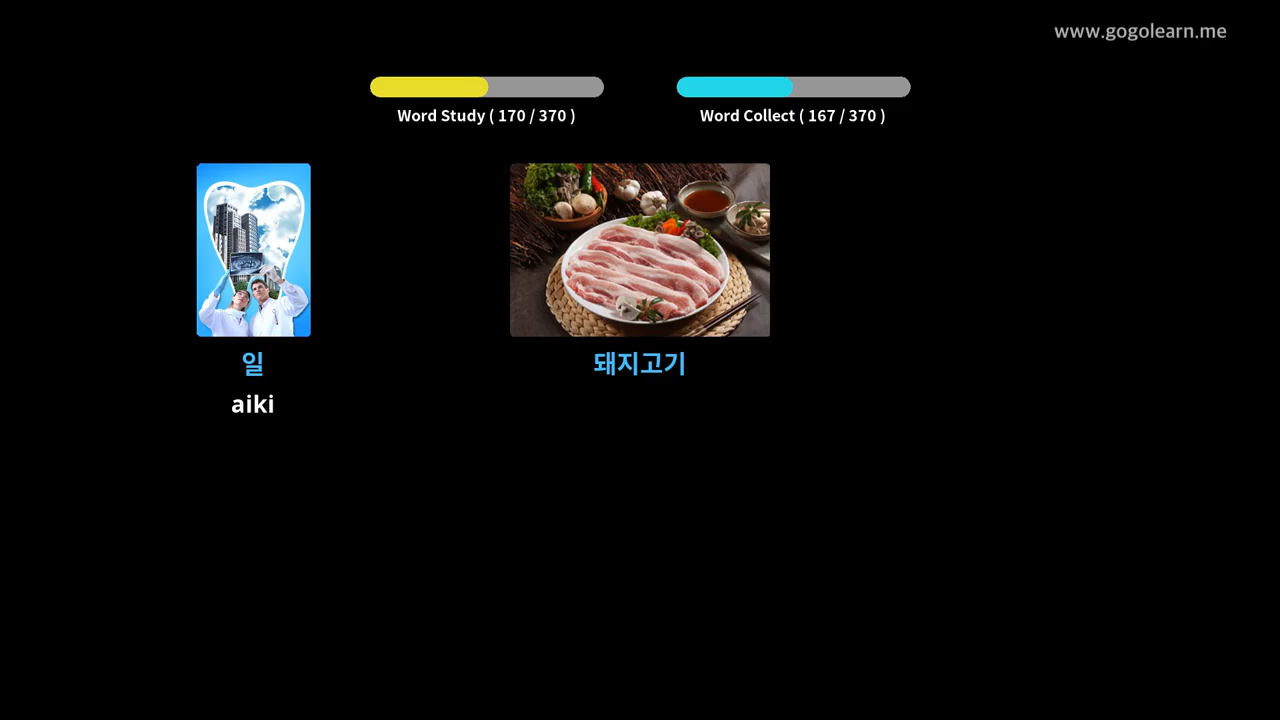 www.gogolearn.me
Word Study ( 170 / 370 )
Word Collect ( 167 / 370 )
일
돼지고기
aiki